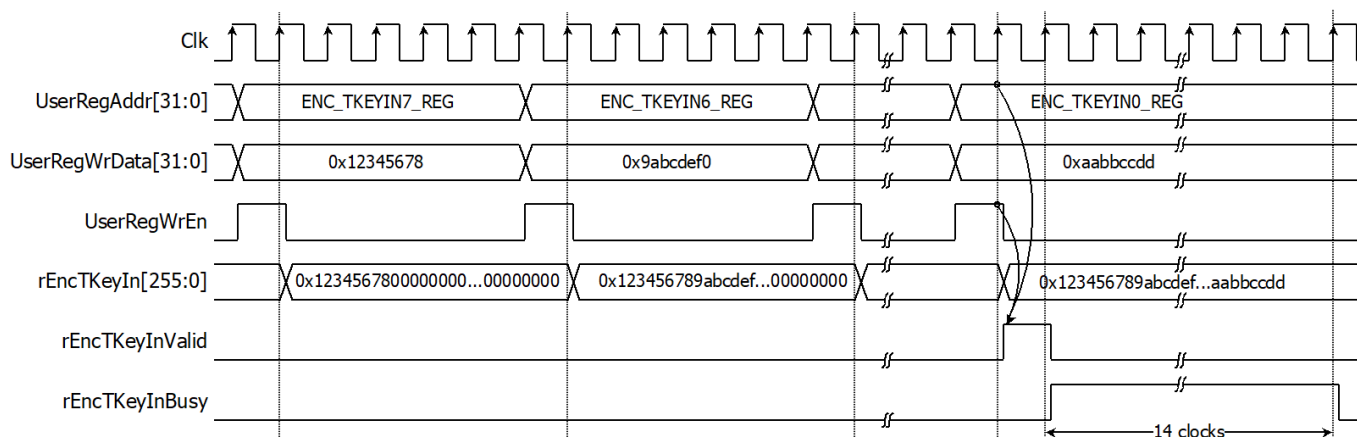 Clk
UserRegAddr[31:0] ENC_TKEYIN7_REG ENC_TKEYIN6_REG ENC_TKEYIN0_REG
UserRegWrData[31:0] 0x12345678 0x9abcdef0 0xaabbccdd
UserRegWrEn
rEncTKeyIn[255:0] 0x1234567800000000...00000000 0x123456789abcdef...00000000 0x123456789abcdef...aabbccdd
rEncTKeyInValid
rEncTKeyInBusy
14 clocks